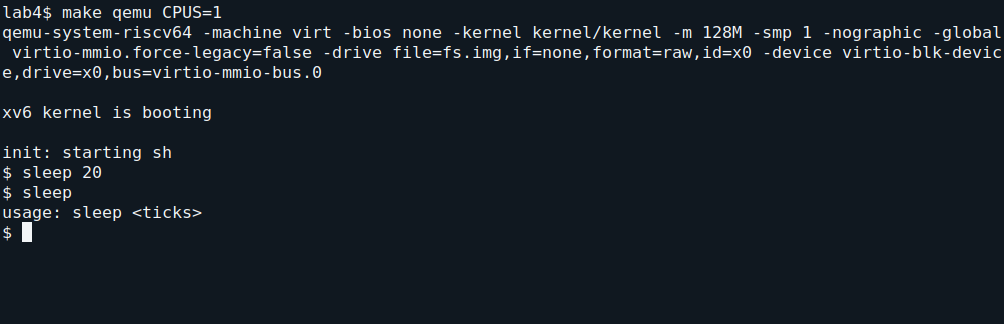 lab4$ make qemu CPUS=1
qemu-system-riscv64 -machine virt -bios none -kernel kernel/kernel -m 128M -smp 1 -nographic -global
 virtio-mmio.force-legacy=false -drive file=fs.img,if=none,format=raw,id=x0 -device virtio-blk-devic
e,drive=x0,bus=virtio-mmio-bus.0
xv6 kernel is booting
init: starting sh
$ sleep 20
$ sleep
usage: sleep <ticks>
$